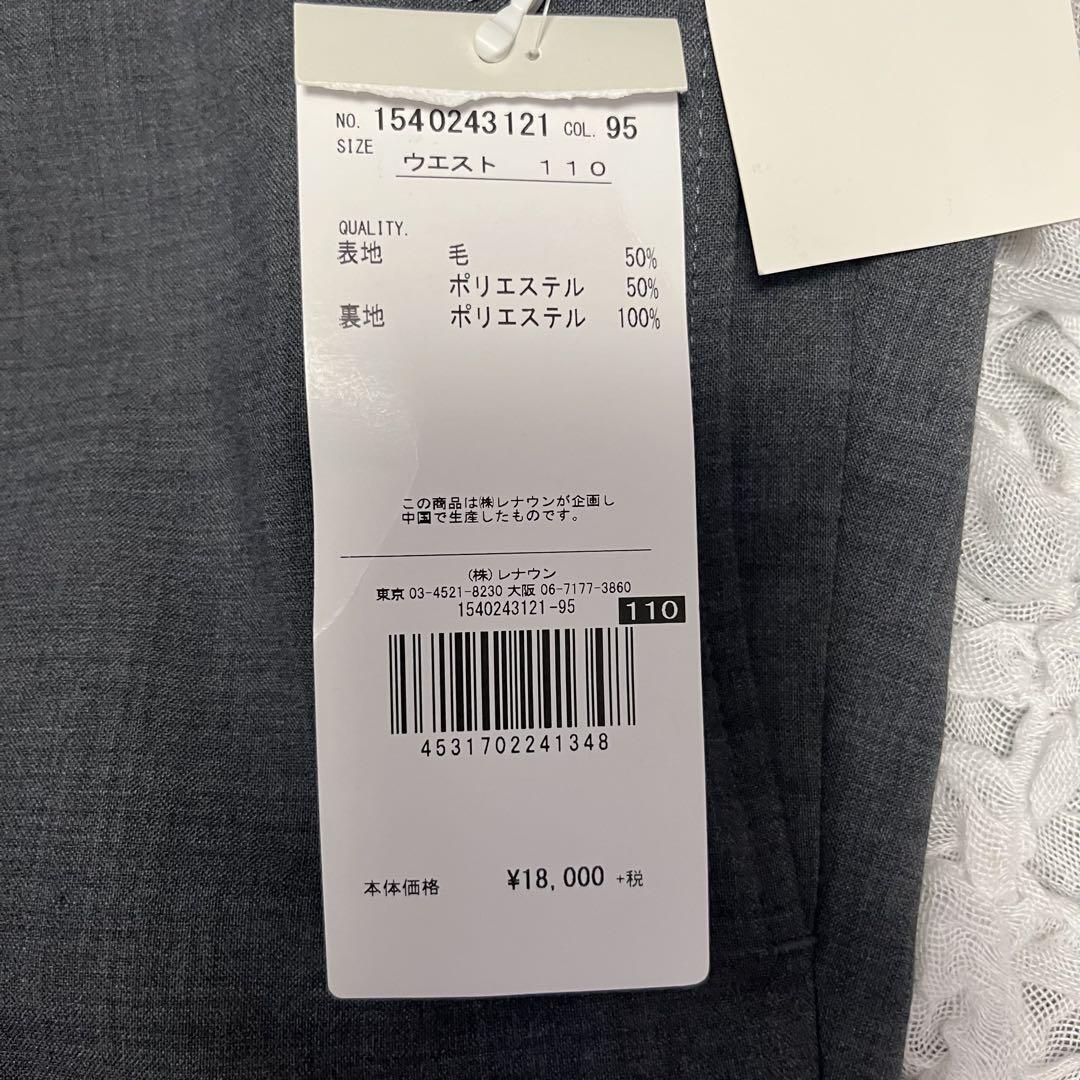 NO. 1540243121 COL. 95
SIZE
ウエスト 110
QUALITY.
表地 毛 50%
ポリエステル 50%
裏地 ポリエステル 100%
この商品は㈱レナウンが企画し
中国で生産したものです。
(株)レナウン
東京 03-4521-8230 大阪 06-7177-3860
1540243121-95
110
4531702241348
本体価格 ¥18,000 +税